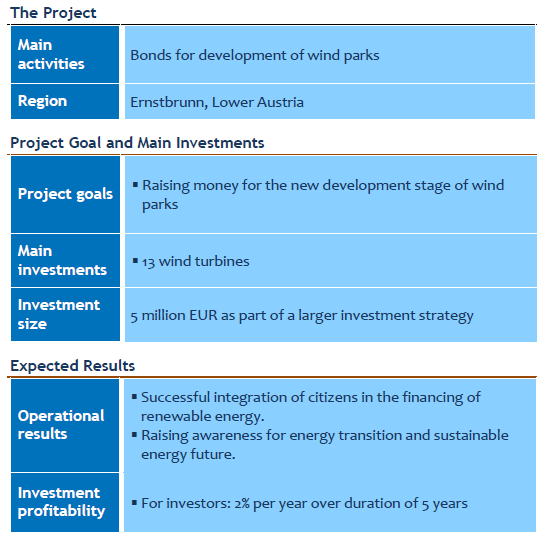 The Project
Main
activities
Bonds for development of wind parks
Region
Ernstbrunn, Lower Austria
Project Goal and Main Investments
Project goals
▪ Raising money for the new development stage of wind
parks
Main
investments
▪ 13 wind turbines
Investment
size
5 million EUR as part of a larger investment strategy
Expected Results
Operational
results
▪ Successful integration of citizens in the financing of
renewable energy.
▪ Raising awareness for energy transition and sustainable
energy future.
Investment
profitability
▪ For investors: 2% per year over duration of 5 years